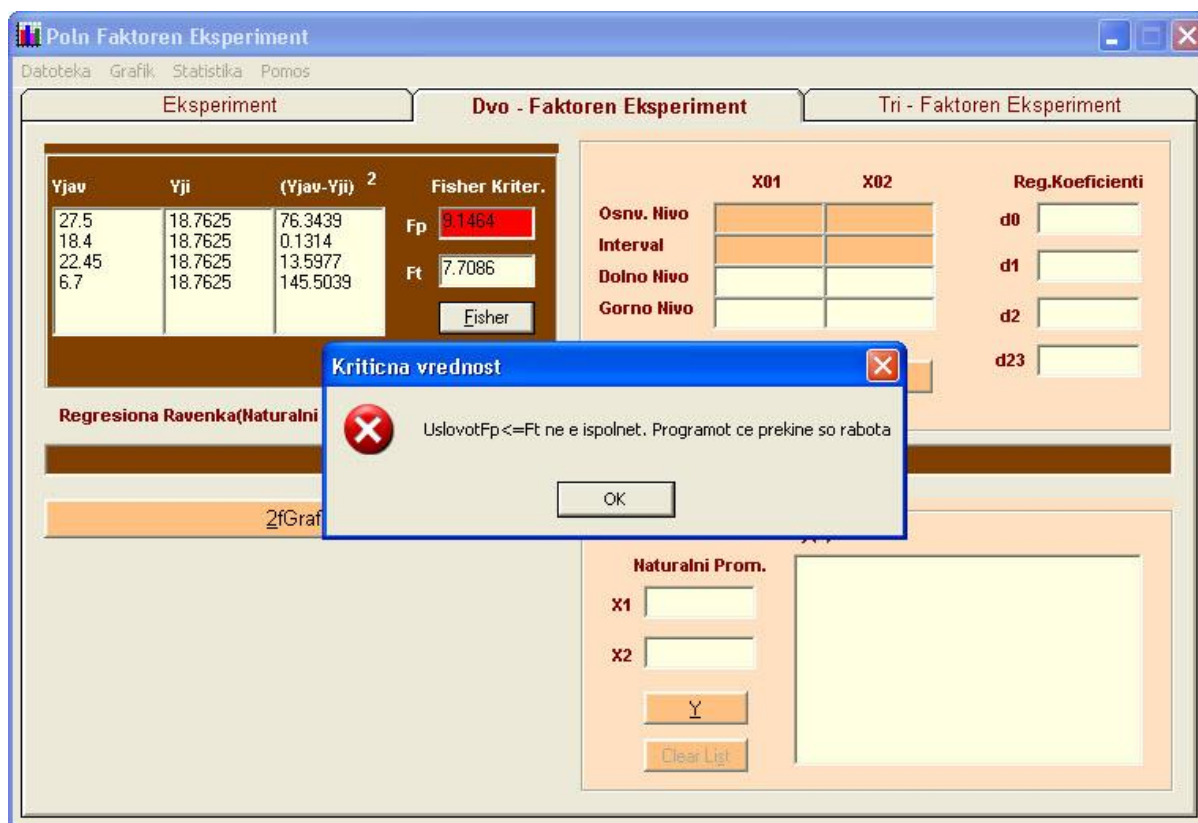 Poln Faktoren Eksperiment
Datoteka Grafik Statistika Pomos
Eksperiment Dvo - Faktoren Eksperiment Tri - Faktoren Eksperiment
Yjav Yji (Yjav-Yji) 2 Fisher Kriter.
27.5 18.7625 76.3439
18.4 18.7625 0.1314
22.45 18.7625 13.5977
6.7 18.7625 145.5039
Fp 9.1464
Ft 7.7086
Fisher
X01 X02 Reg.Koeficienti
Osnv. Nivo
Interval
Dolno Nivo
Gorno Nivo
d0
d1
d2
d23
Kriticna vrednost
UslovotFp<=Ft ne e ispolnet. Programot ce prekine so rabota
OK
Regresiona Ravenka(Naturalni
2fGraf
Naturalni Prom.
X1
X2
Y
Clear List